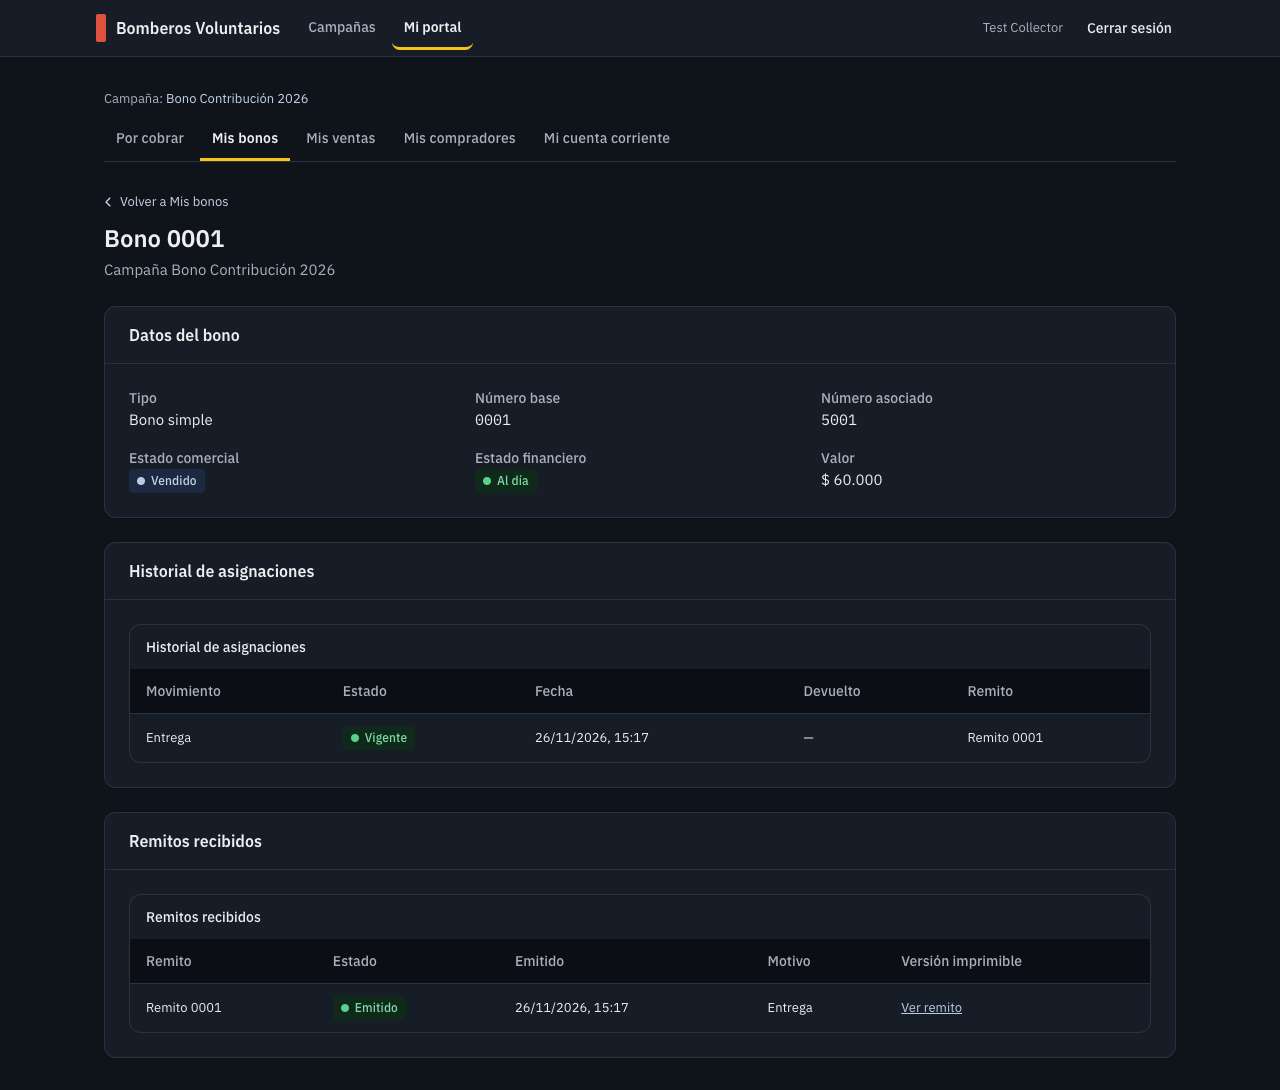 Bomberos Voluntarios Campañas Mi portal Test Collector Cerrar sesión
Campaña: Bono Contribución 2026
Por cobrar Mis bonos Mis ventas Mis compradores Mi cuenta corriente
Volver a Mis bonos
Bono 0001
Campaña Bono Contribución 2026
Datos del bono
Tipo Número base Número asociado
Bono simple 0001 5001
Estado comercial Estado financiero Valor
Vendido Al día $ 60.000
Historial de asignaciones
Historial de asignaciones
Movimiento Estado Fecha Devuelto Remito
Entrega Vigente 26/11/2026, 15:17 — Remito 0001
Remitos recibidos
Remitos recibidos
Remito Estado Emitido Motivo Versión imprimible
Remito 0001 Emitido 26/11/2026, 15:17 Entrega Ver remito